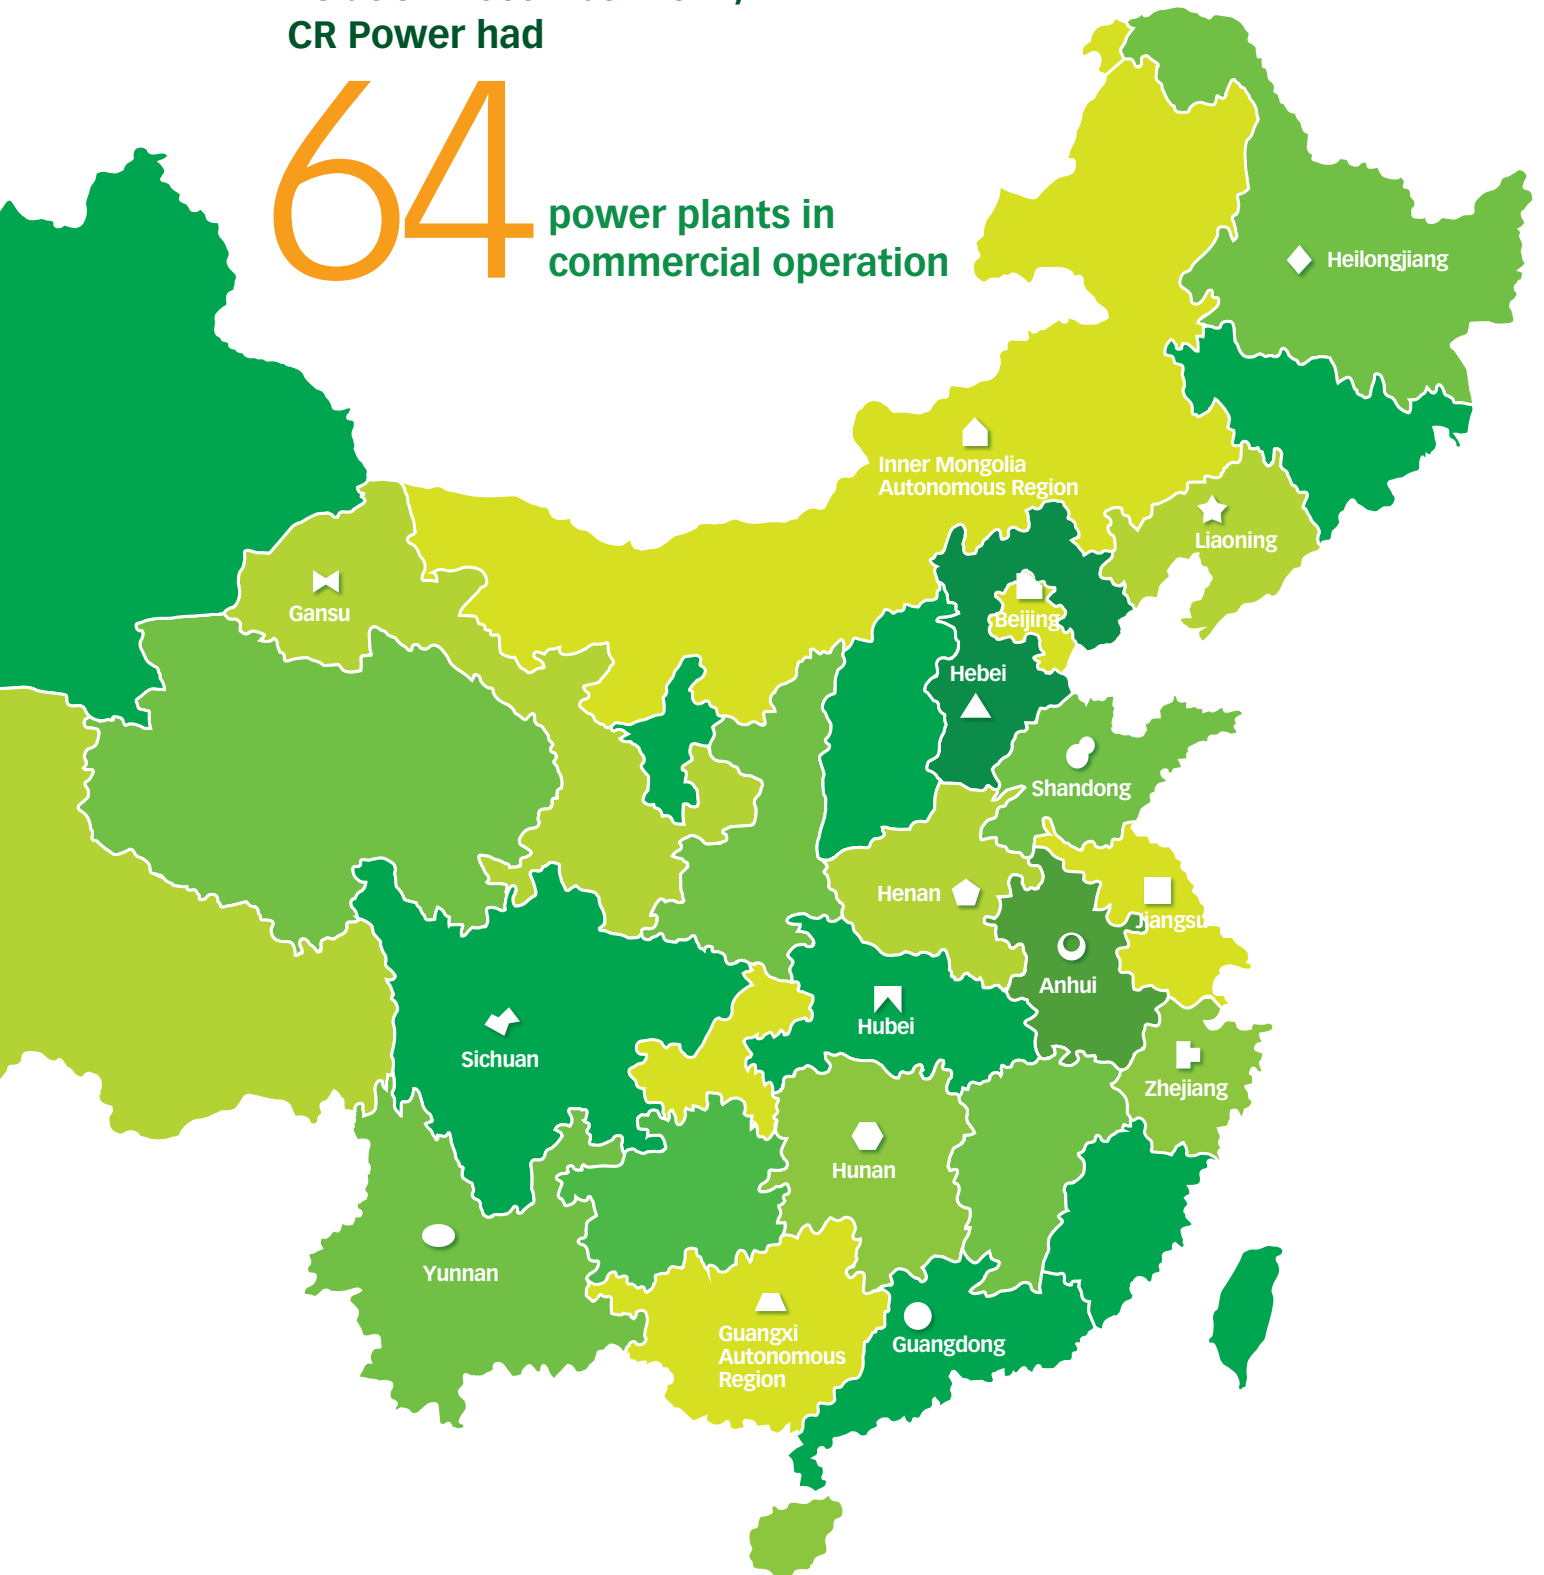 CR Power had
64
power plants in
commercial operation
Heilongjiang
Inner Mongolia
Autonomous Region
Liaoning
Gansu
Beijing
Hebei
Shandong
Henan
Jiangsu
Anhui
Hubei
Sichuan
Zhejiang
Hunan
Yunnan
Guangxi
Autonomous
Region
Guangdong